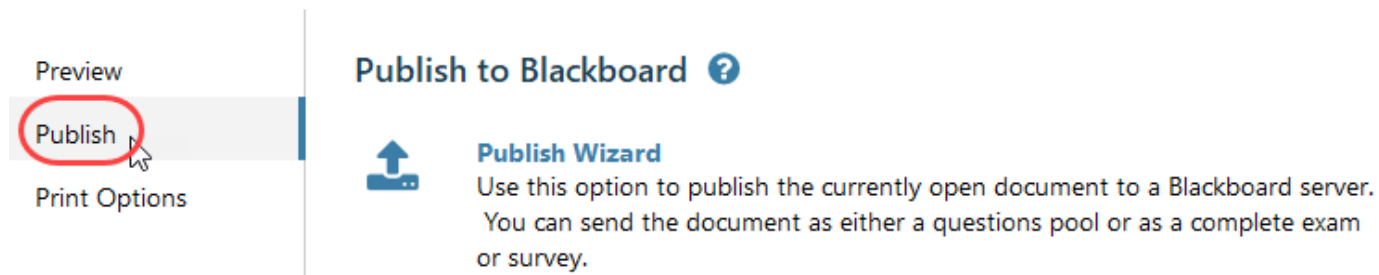 Preview
Publish
Print Options
Publish to Blackboard ?
Publish Wizard
Use this option to publish the currently open document to a Blackboard server.
You can send the document as either a questions pool or as a complete exam
or survey.